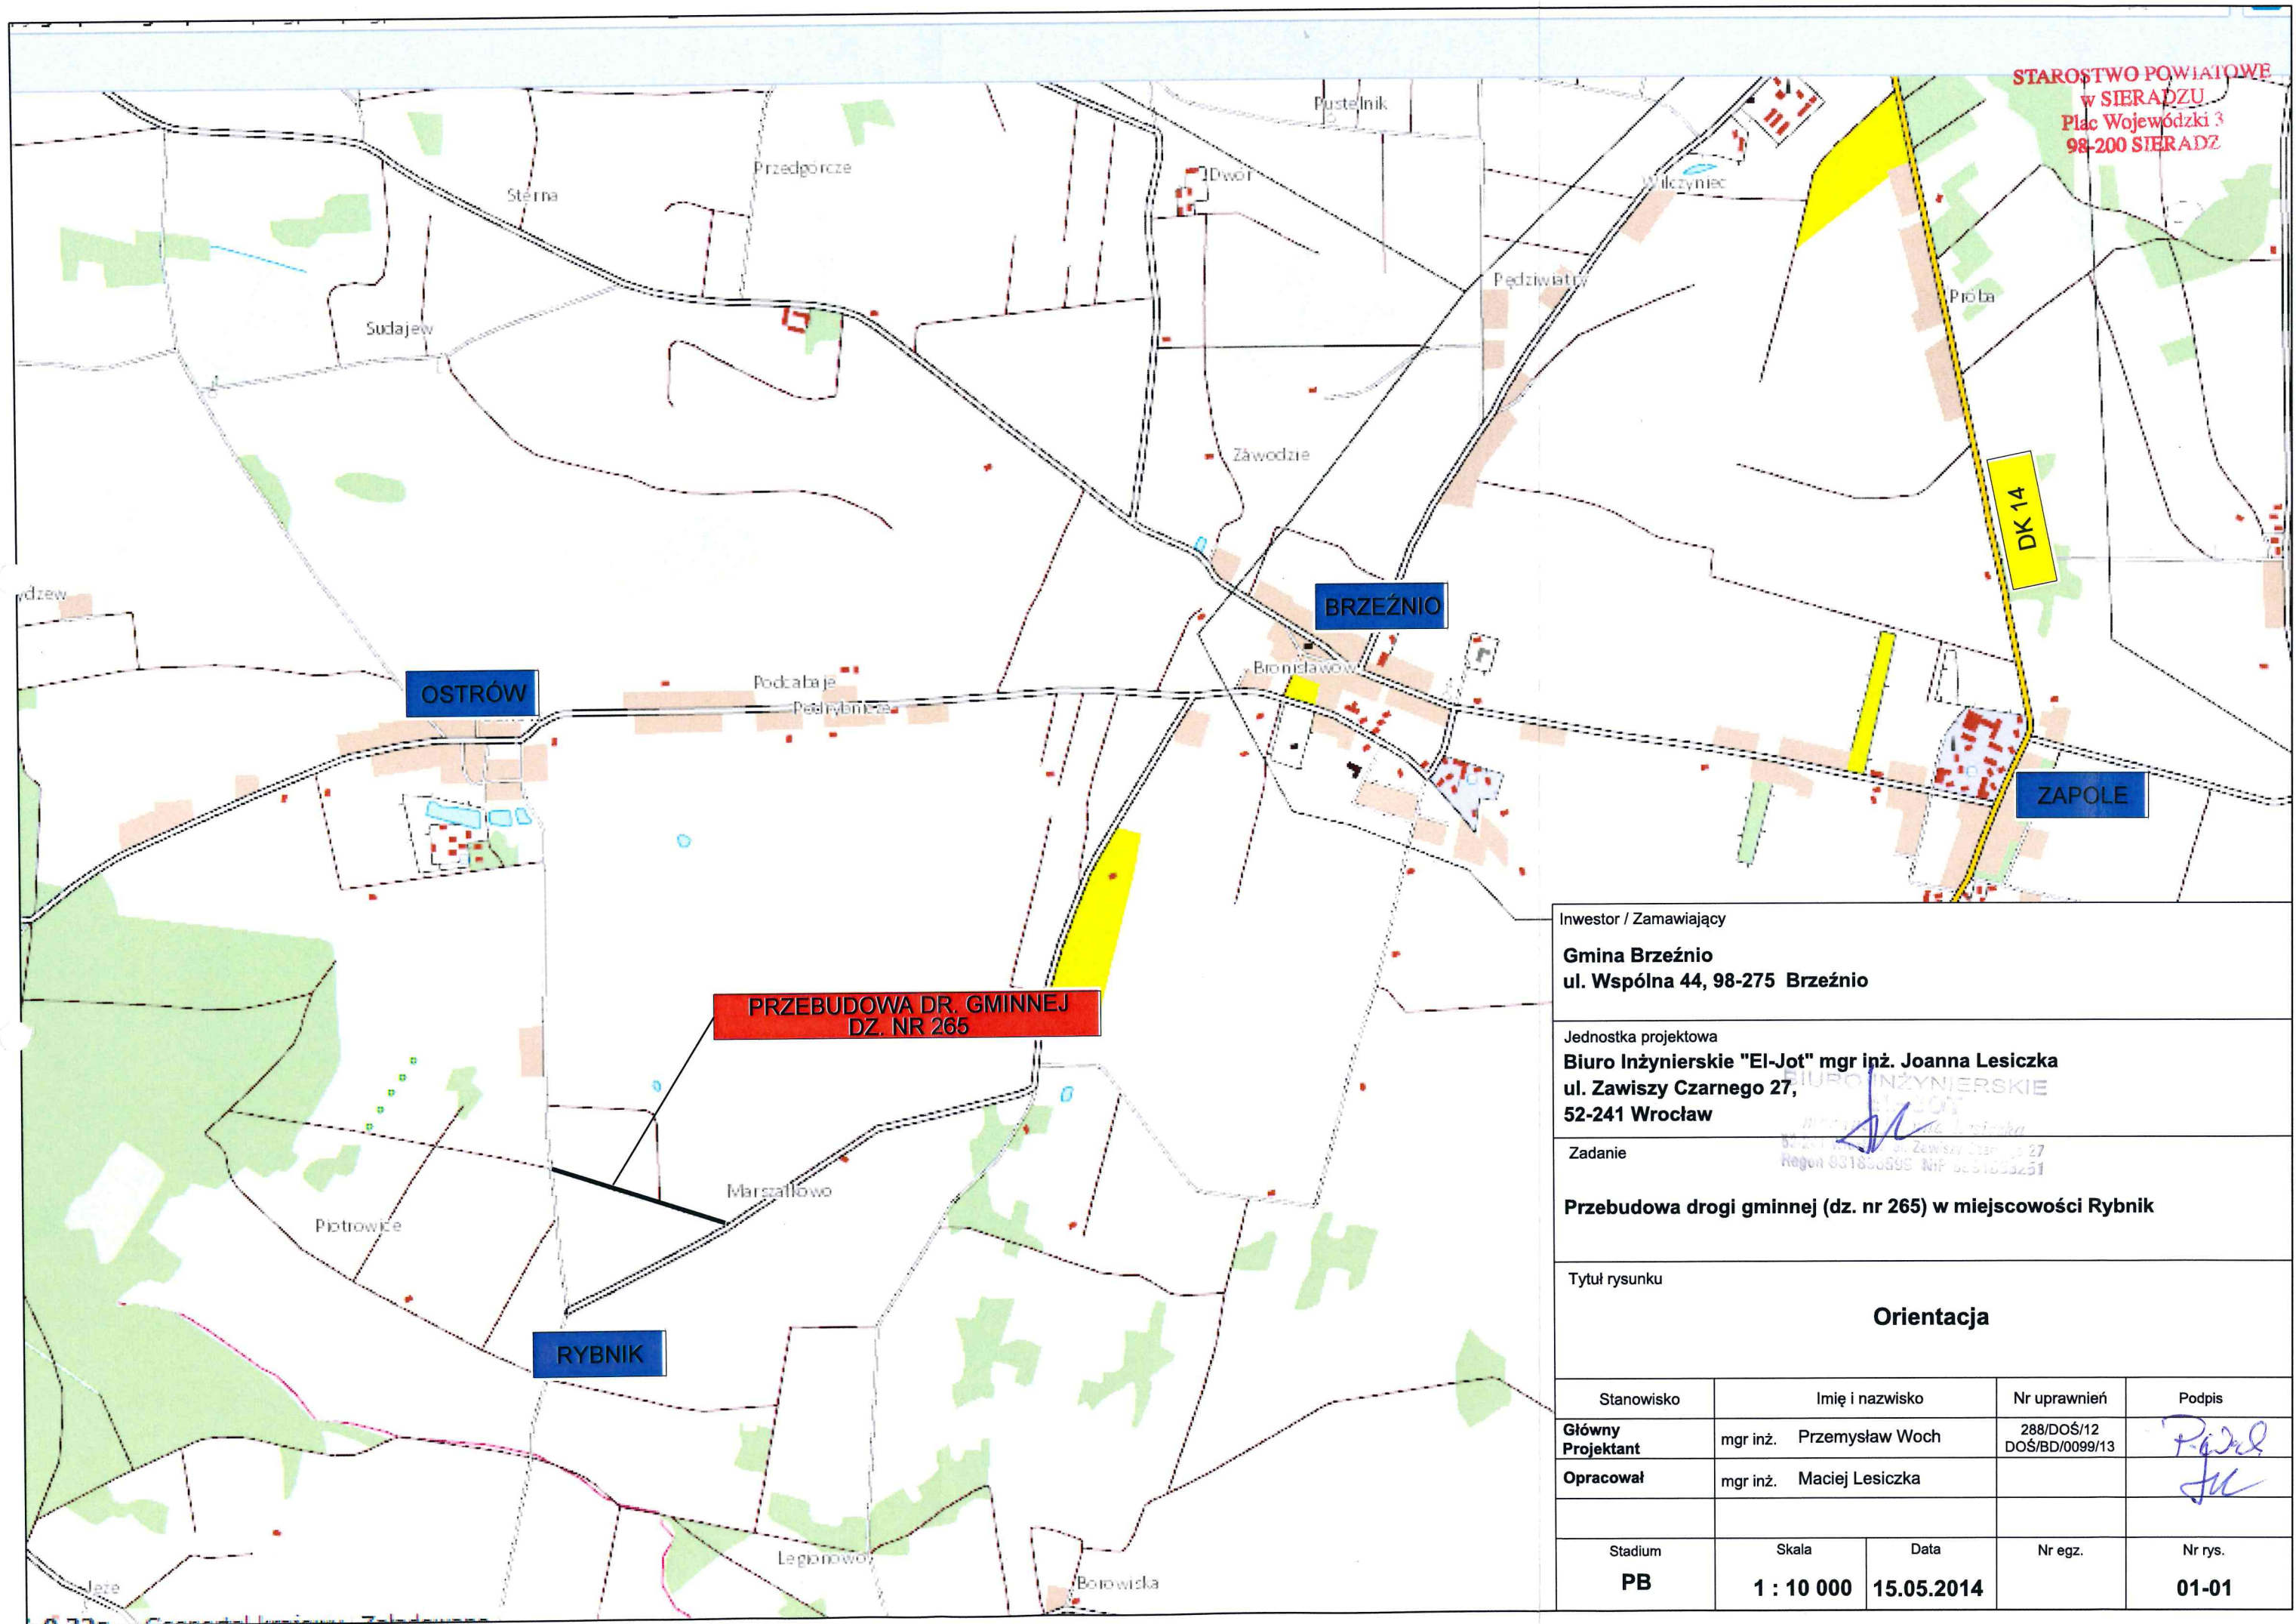 STAROSTWO POWIATOWE
w SIERADZU
Plac Wojewódzki 3
98-200 SIERADZ
Pustelnik
Przedgórcze
Dwór
Wilczyniec
Sterna
Pędziwiatry
Próba
Sudajew
Zawodzie
DK 14
BRZEŹNIO
Bronisławów
OSTRÓW
Podcabaje
Podrybnicze
ZAPOLE
PRZEBUDOWA DR. GMINNEJ
DZ. NR 265
Marszałkowo
Piotrowice
RYBNIK
Legionowo
Borowiska
Jeże
Inwestor / Zamawiający
Gmina Brzeźnio
ul. Wspólna 44, 98-275 Brzeźnio
Jednostka projektowa
Biuro Inżynierskie "El-Jot" mgr inż. Joanna Lesiczka
ul. Zawiszy Czarnego 27,
52-241 Wrocław
BIURO INŻYNIERSKIE
Zadanie
Przebudowa drogi gminnej (dz. nr 265) w miejscowości Rybnik
Tytuł rysunku
Orientacja
Stanowisko Imię i nazwisko Nr uprawnień Podpis
Główny Projektant mgr inż. Przemysław Woch 288/DOŚ/12
DOŚ/BD/0099/13
Opracował mgr inż. Maciej Lesiczka
Stadium Skala Data Nr egz. Nr rys.
PB 1 : 10 000 15.05.2014 01-01